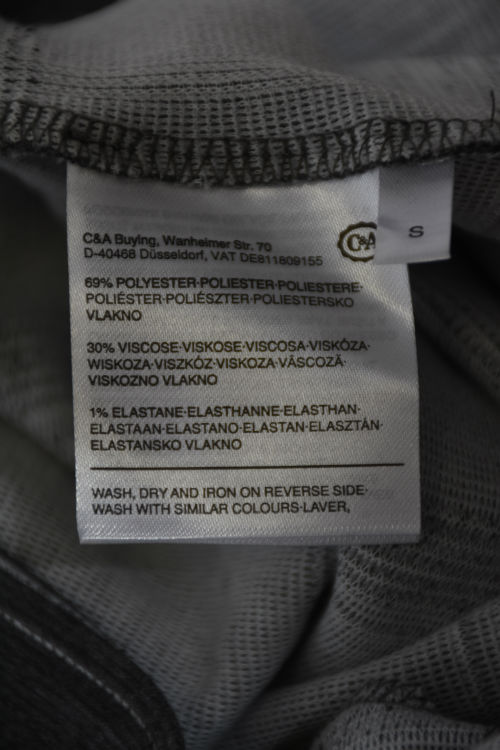 C&A Buying, Wanheimer Str. 70
D-40468 Düsseldorf, VAT DE811809155
C&A
S
69% POLYESTER·POLIESTER·POLIESTERE·
POLIÉSTER·POLIÉSZTER·POLIESTERSKO
VLAKNO
30% VISCOSE·VISKOSE·VISCOSA·VISKÓZA·
WISKOZA·VISZKÓZ·VISKOZA·VÂSCOZĂ·
VISKOZNO VLAKNO
1% ELASTANE·ELASTHANNE·ELASTHAN·
ELASTAAN·ELASTANO·ELASTAN·ELASZTÁN·
ELASTANSKO VLAKNO
WASH, DRY AND IRON ON REVERSE SIDE·
WASH WITH SIMILAR COLOURS·LAVER,